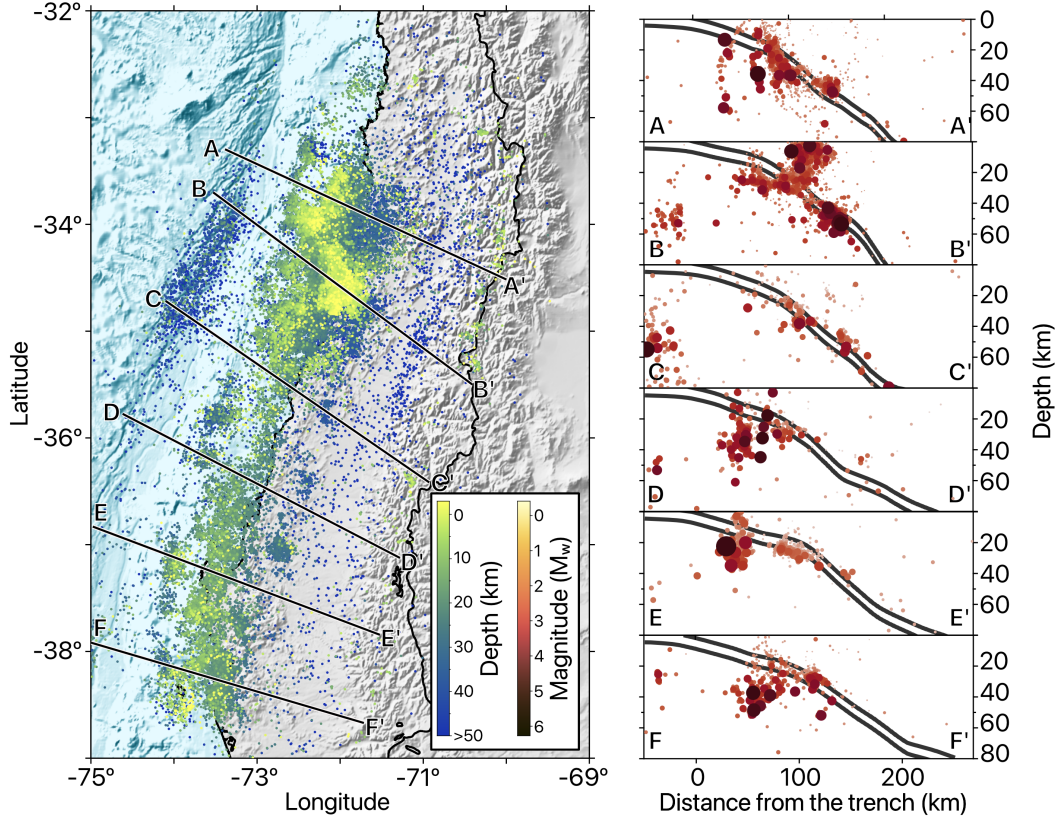 -32°
-34°
-36°
-38°
Latitude
-75°
-73°
-71°
-69°
Longitude
A
B
C
D
E
F
A'
B'
C'
D'
E'
F'
0
10
20
30
40
>50
Depth (km)
0
1
2
3
4
5
6
Magnitude (Mw)
0
20
40
60
A
A'
0
20
40
60
B
B'
20
40
60
C
C'
20
40
60
D
D'
20
40
60
E
E'
20
40
60
80
F
F'
Depth (km)
0
100
200
Distance from the trench (km)